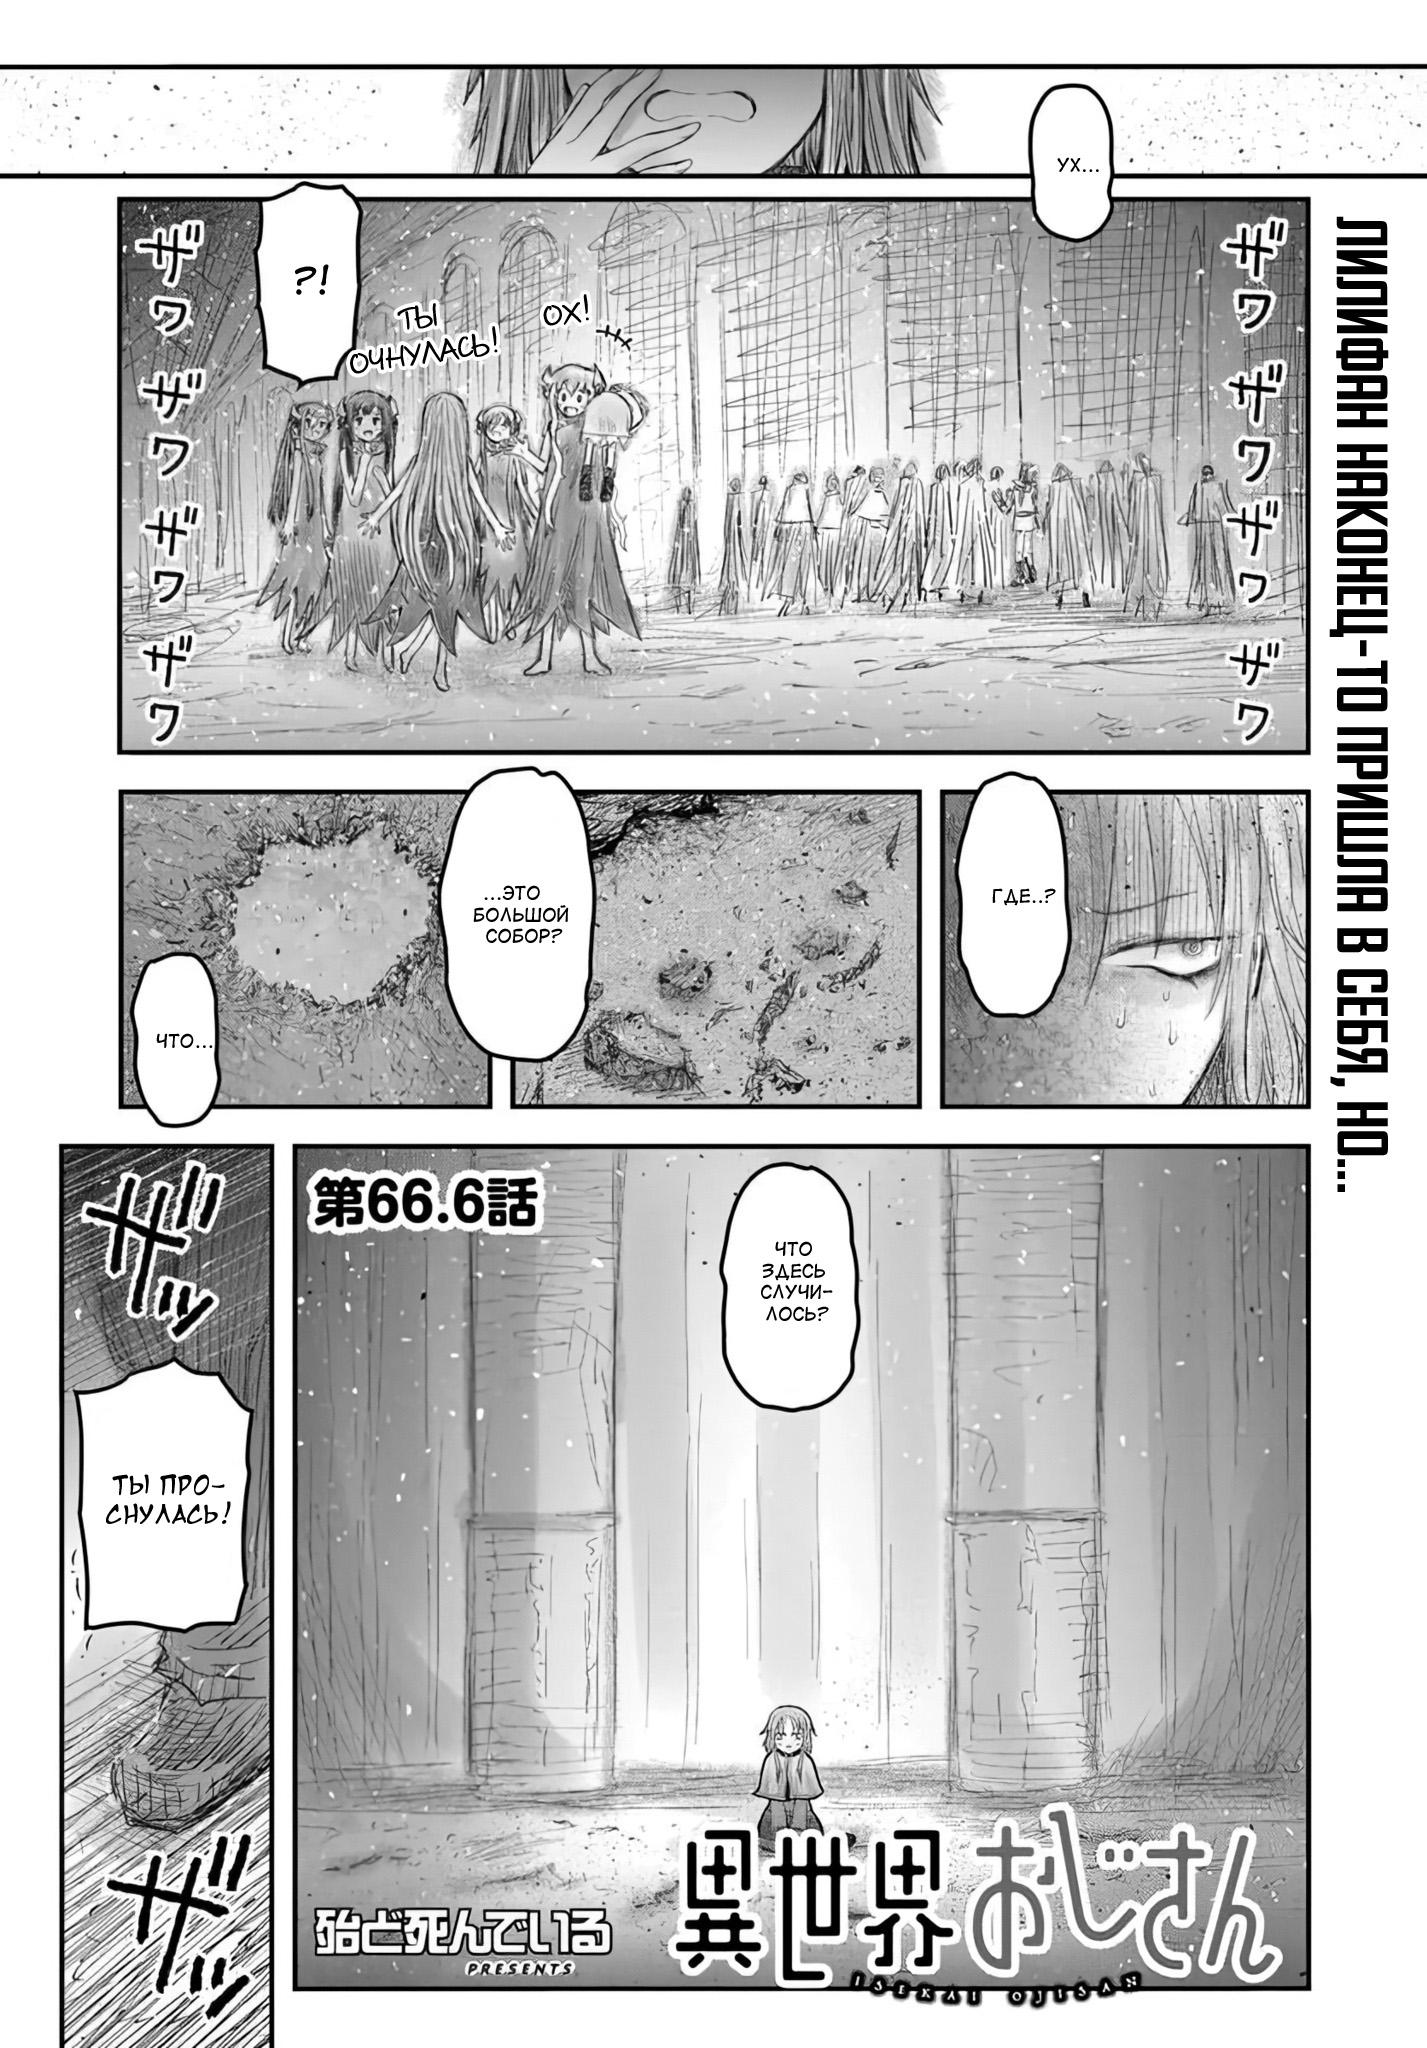 УХ...
ЛИЛИФАН НАКОНЕЦ-ТО ПРИШЛА В СЕБЯ, НО...
ザワ
ザワ
ザワ
ザワ
ОХ!
ТЫ
ОЧНУЛАСЬ!
?!
ザワ
ザワ
ザワ
ザワ
ГДЕ..?
...ЭТО
БОЛЬШОЙ
СОБОР?
ЧТО...
ЧТО
ЗДЕСЬ
СЛУЧИ-
ЛОСЬ?
第66.6話
異世界おじさん
ISEKAI OJISAN
殆ど死んでいる
PRESENTS
ザッ
ТЫ ПРО-
СНУЛАСЬ!
ザッ